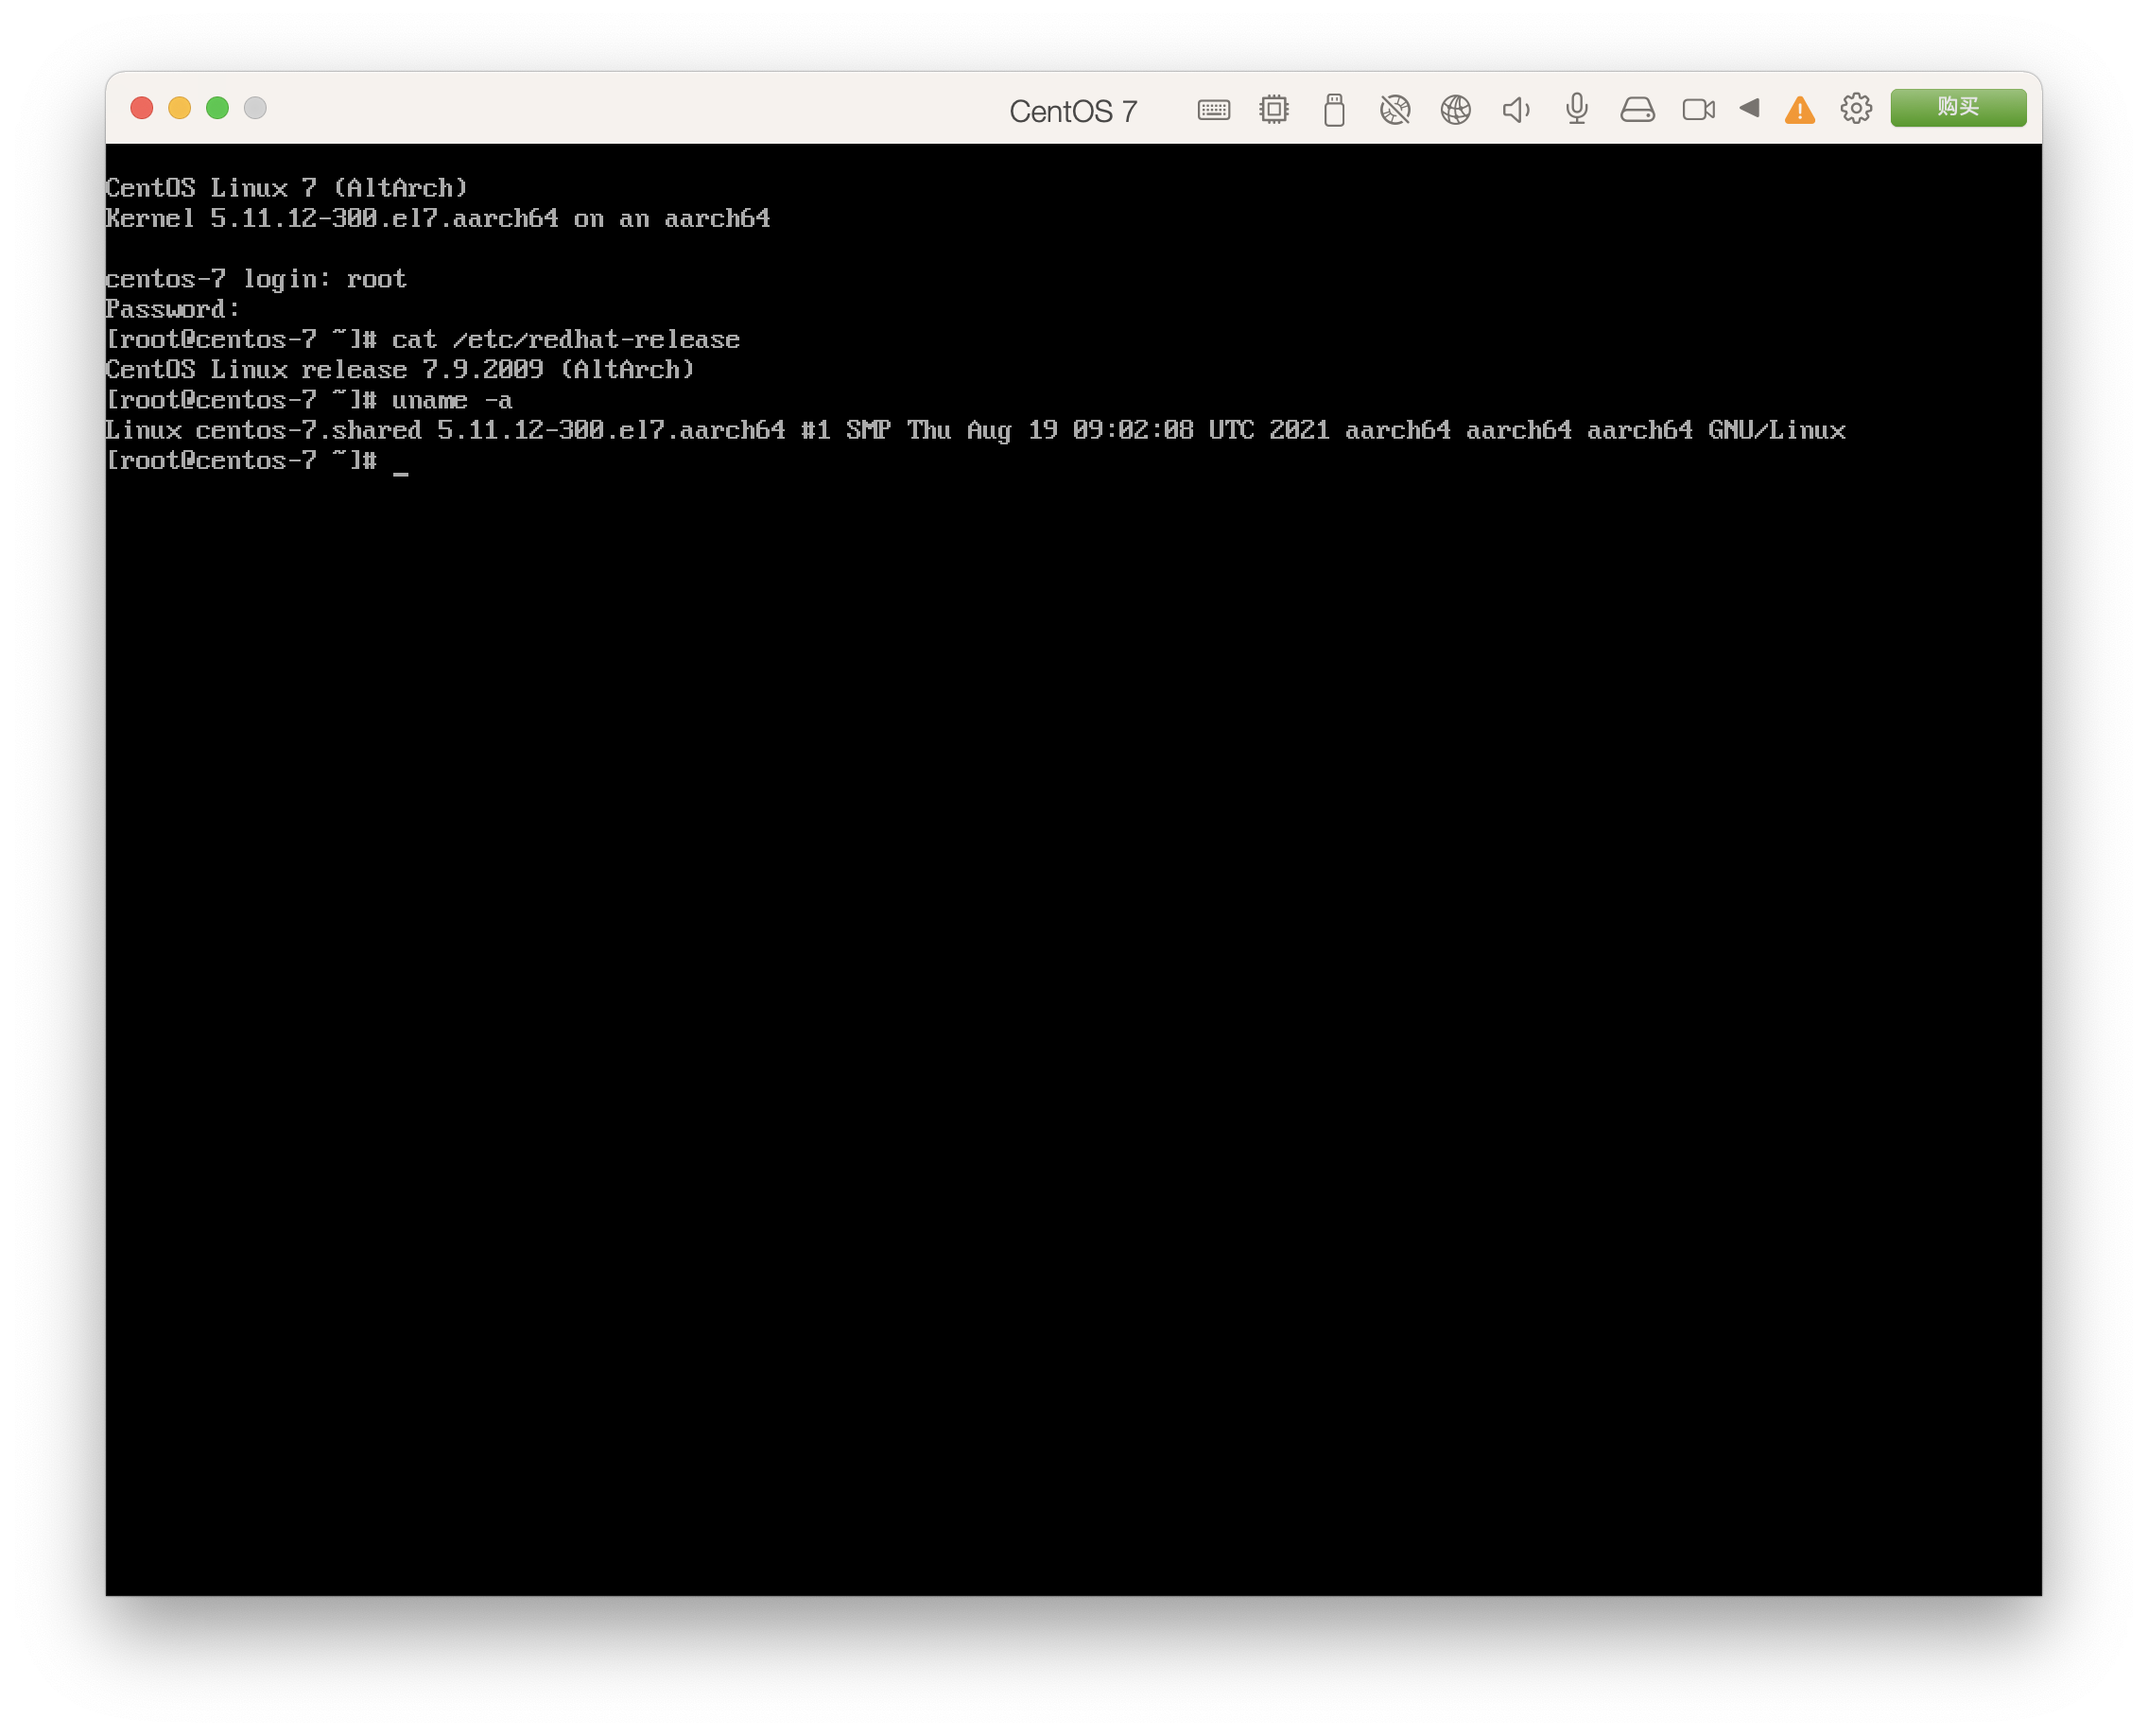 CentOS 7
购买
CentOS Linux 7 (AltArch)
Kernel 5.11.12-300.el7.aarch64 on an aarch64
centos-7 login: root
Password:
[root@centos-7 ~]# cat /etc/redhat-release
CentOS Linux release 7.9.2009 (AltArch)
[root@centos-7 ~]# uname -a
Linux centos-7.shared 5.11.12-300.el7.aarch64 #1 SMP Thu Aug 19 09:02:08 UTC 2021 aarch64 aarch64 aarch64 GNU/Linux
[root@centos-7 ~]# _